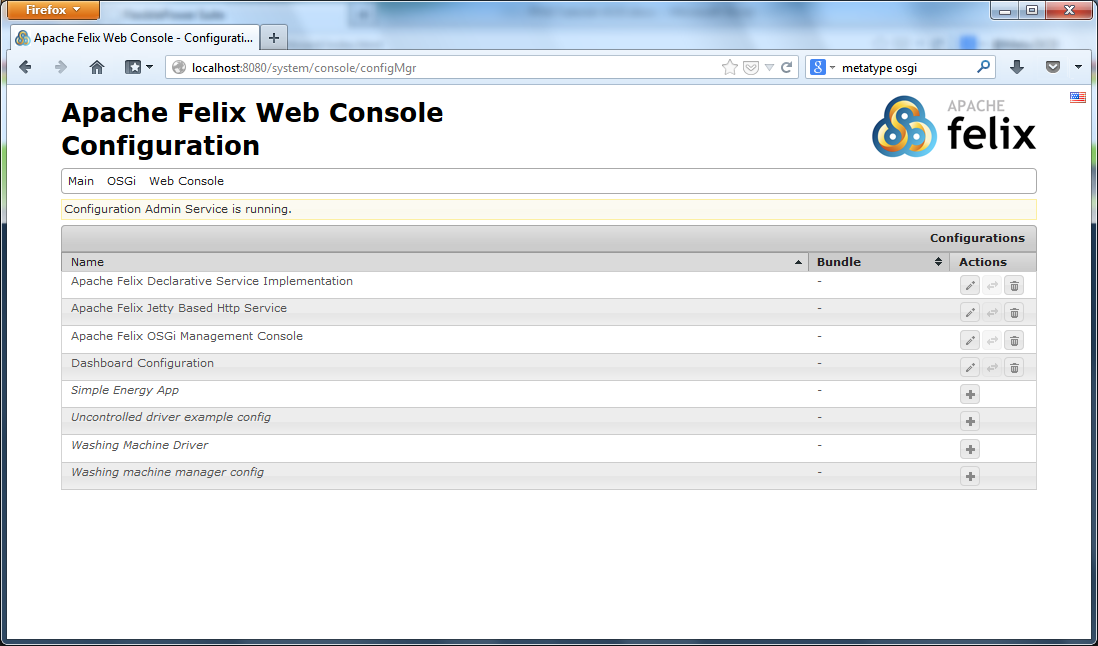 Firefox
Apache Felix Web Console - Configurati...
localhost:8080/system/console/configMgr
metatype osgi
Apache Felix Web Console
Configuration
APACHE
felix
Main OSGi Web Console
Configuration Admin Service is running.
Configurations
Name Bundle Actions
Apache Felix Declarative Service Implementation -
Apache Felix Jetty Based Http Service -
Apache Felix OSGi Management Console -
Dashboard Configuration -
Simple Energy App -
Uncontrolled driver example config -
Washing Machine Driver -
Washing machine manager config -